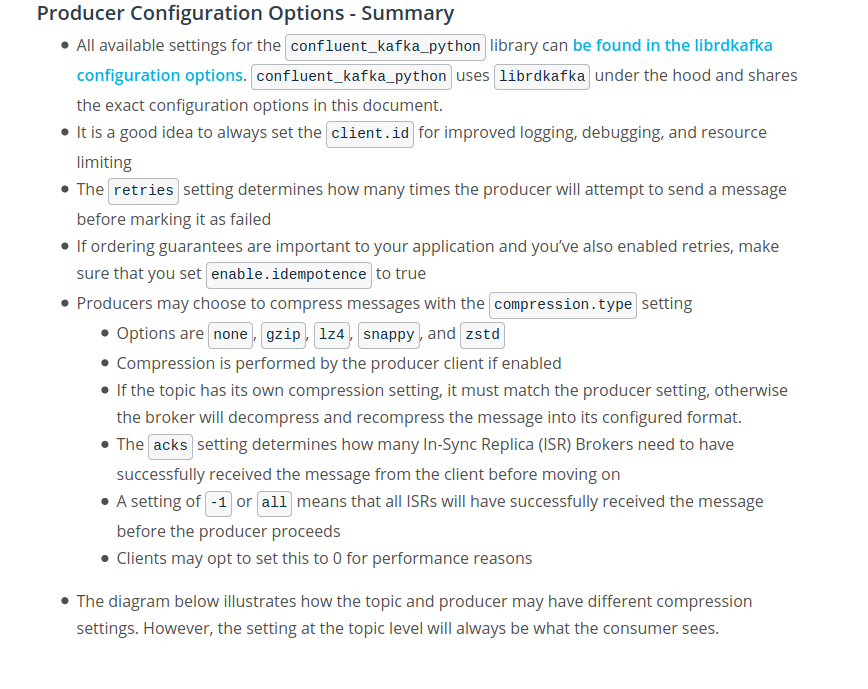 Producer Configuration Options - Summary
All available settings for the confluent_kafka_python library can be found in the librdkafka
configuration options. confluent_kafka_python uses librdkafka under the hood and shares
the exact configuration options in this document.
It is a good idea to always set the client.id for improved logging, debugging, and resource
limiting
The retries setting determines how many times the producer will attempt to send a message
before marking it as failed
If ordering guarantees are important to your application and you’ve also enabled retries, make
sure that you set enable.idempotence to true
Producers may choose to compress messages with the compression.type setting
Options are none, gzip, lz4, snappy, and zstd
Compression is performed by the producer client if enabled
If the topic has its own compression setting, it must match the producer setting, otherwise
the broker will decompress and recompress the message into its configured format.
The acks setting determines how many In-Sync Replica (ISR) Brokers need to have
successfully received the message from the client before moving on
A setting of -1 or all means that all ISRs will have successfully received the message
before the producer proceeds
Clients may opt to set this to 0 for performance reasons
The diagram below illustrates how the topic and producer may have different compression
settings. However, the setting at the topic level will always be what the consumer sees.